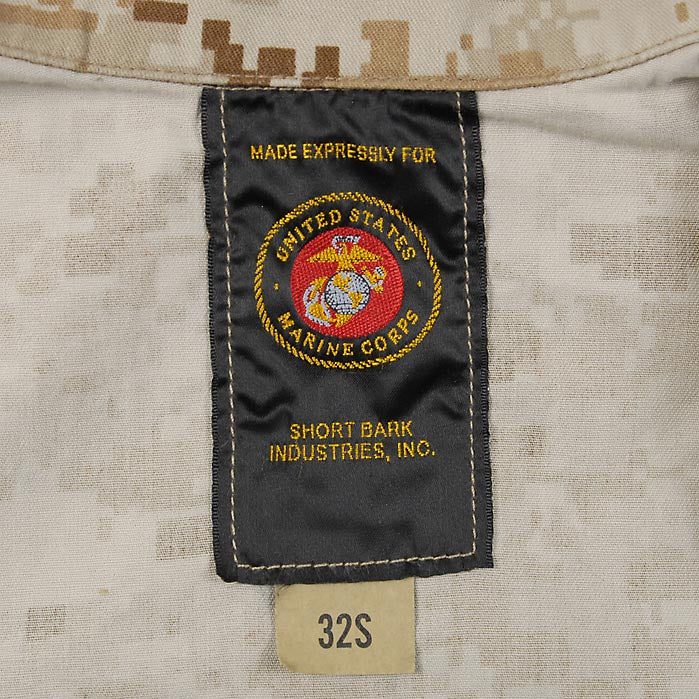 MADE EXPRESSLY FOR
UNITED STATES
MARINE CORPS
SHORT BARK
INDUSTRIES, INC.
32S